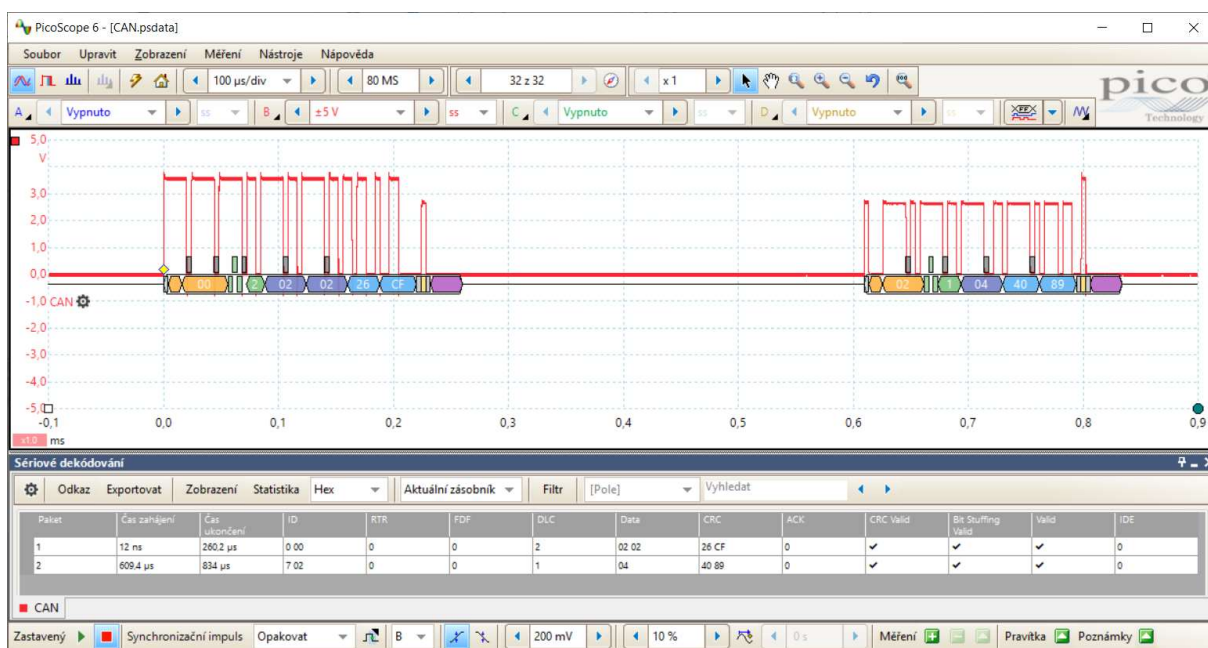 PicoScope 6 - [CAN.psdata]
Soubor Upravit Zobrazení Měření Nástroje Nápověda
100 µs/div 80 MS 32 z 32 x 1
pico
Technology
A Vypnuto ss B ±5 V ss C Vypnuto ss D Vypnuto ss
5,0
V
3,0
2,0
1,0
0,0
00 2 02 02 26 CF 02 1 04 40 89
-1,0 CAN
-2,0
-3,0
-4,0
-5,0
-0,1 0,0 0,1 0,2 0,3 0,4 0,5 0,6 0,7 0,8 0,9
x1.0 ms
Sériové dekódování
Odkaz Exportovat Zobrazení Statistika Hex Aktuální zásobník Filtr [Pole] Vyhledat
Paket Čas zahájení Čas ukončení ID RTR FDF DLC Data CRC ACK CRC Valid Bit Stuffing Valid Valid IDE
1 12 ns 260,2 µs 0 00 0 0 2 02 02 26 CF 0 ✔ ✔ ✔ 0
2 609,4 µs 834 µs 7 02 0 0 1 04 40 89 0 ✔ ✔ ✔ 0
CAN
Zastavený Synchronizační impuls Opakovat B 200 mV 10 % 0 s Měření Pravítka Poznámky